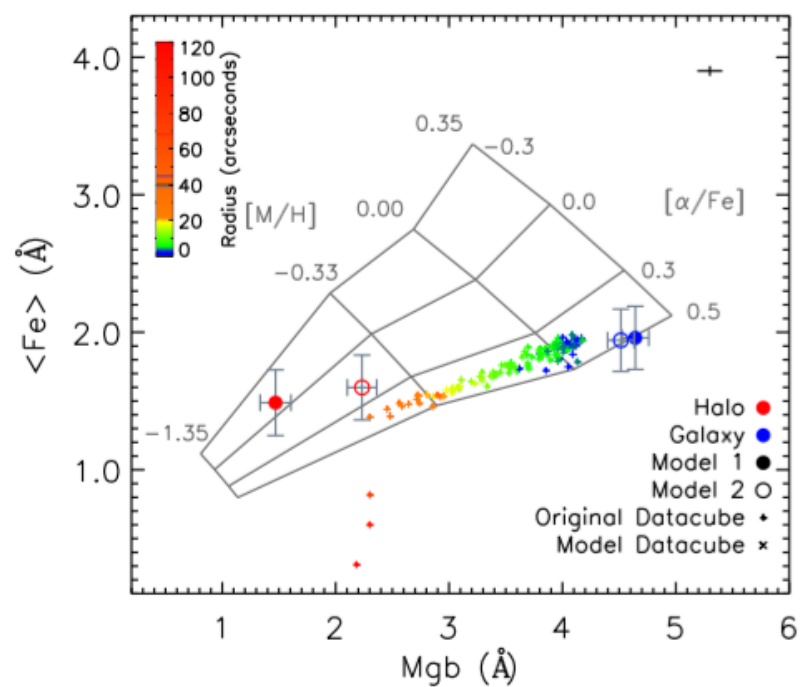 120
100
80
60
40
20
0
Radius (arcseconds)
4.0
3.0
2.0
1.0
<Fe> (Å)
0.35
-0.3
0.00
0.0
[M/H]
[α/Fe]
-0.33
0.3
0.5
-1.35
Halo
Galaxy
Model 1
Model 2
Original Datacube
Model Datacube
1 2 3 4 5 6
Mgb (Å)